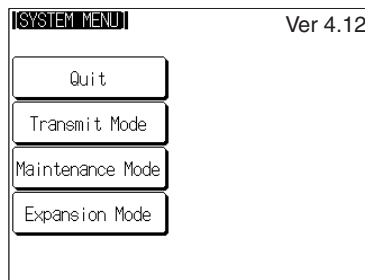 [SYSTEM MENU]
Ver 4.12
Quit
Transmit Mode
Maintenance Mode
Expansion Mode